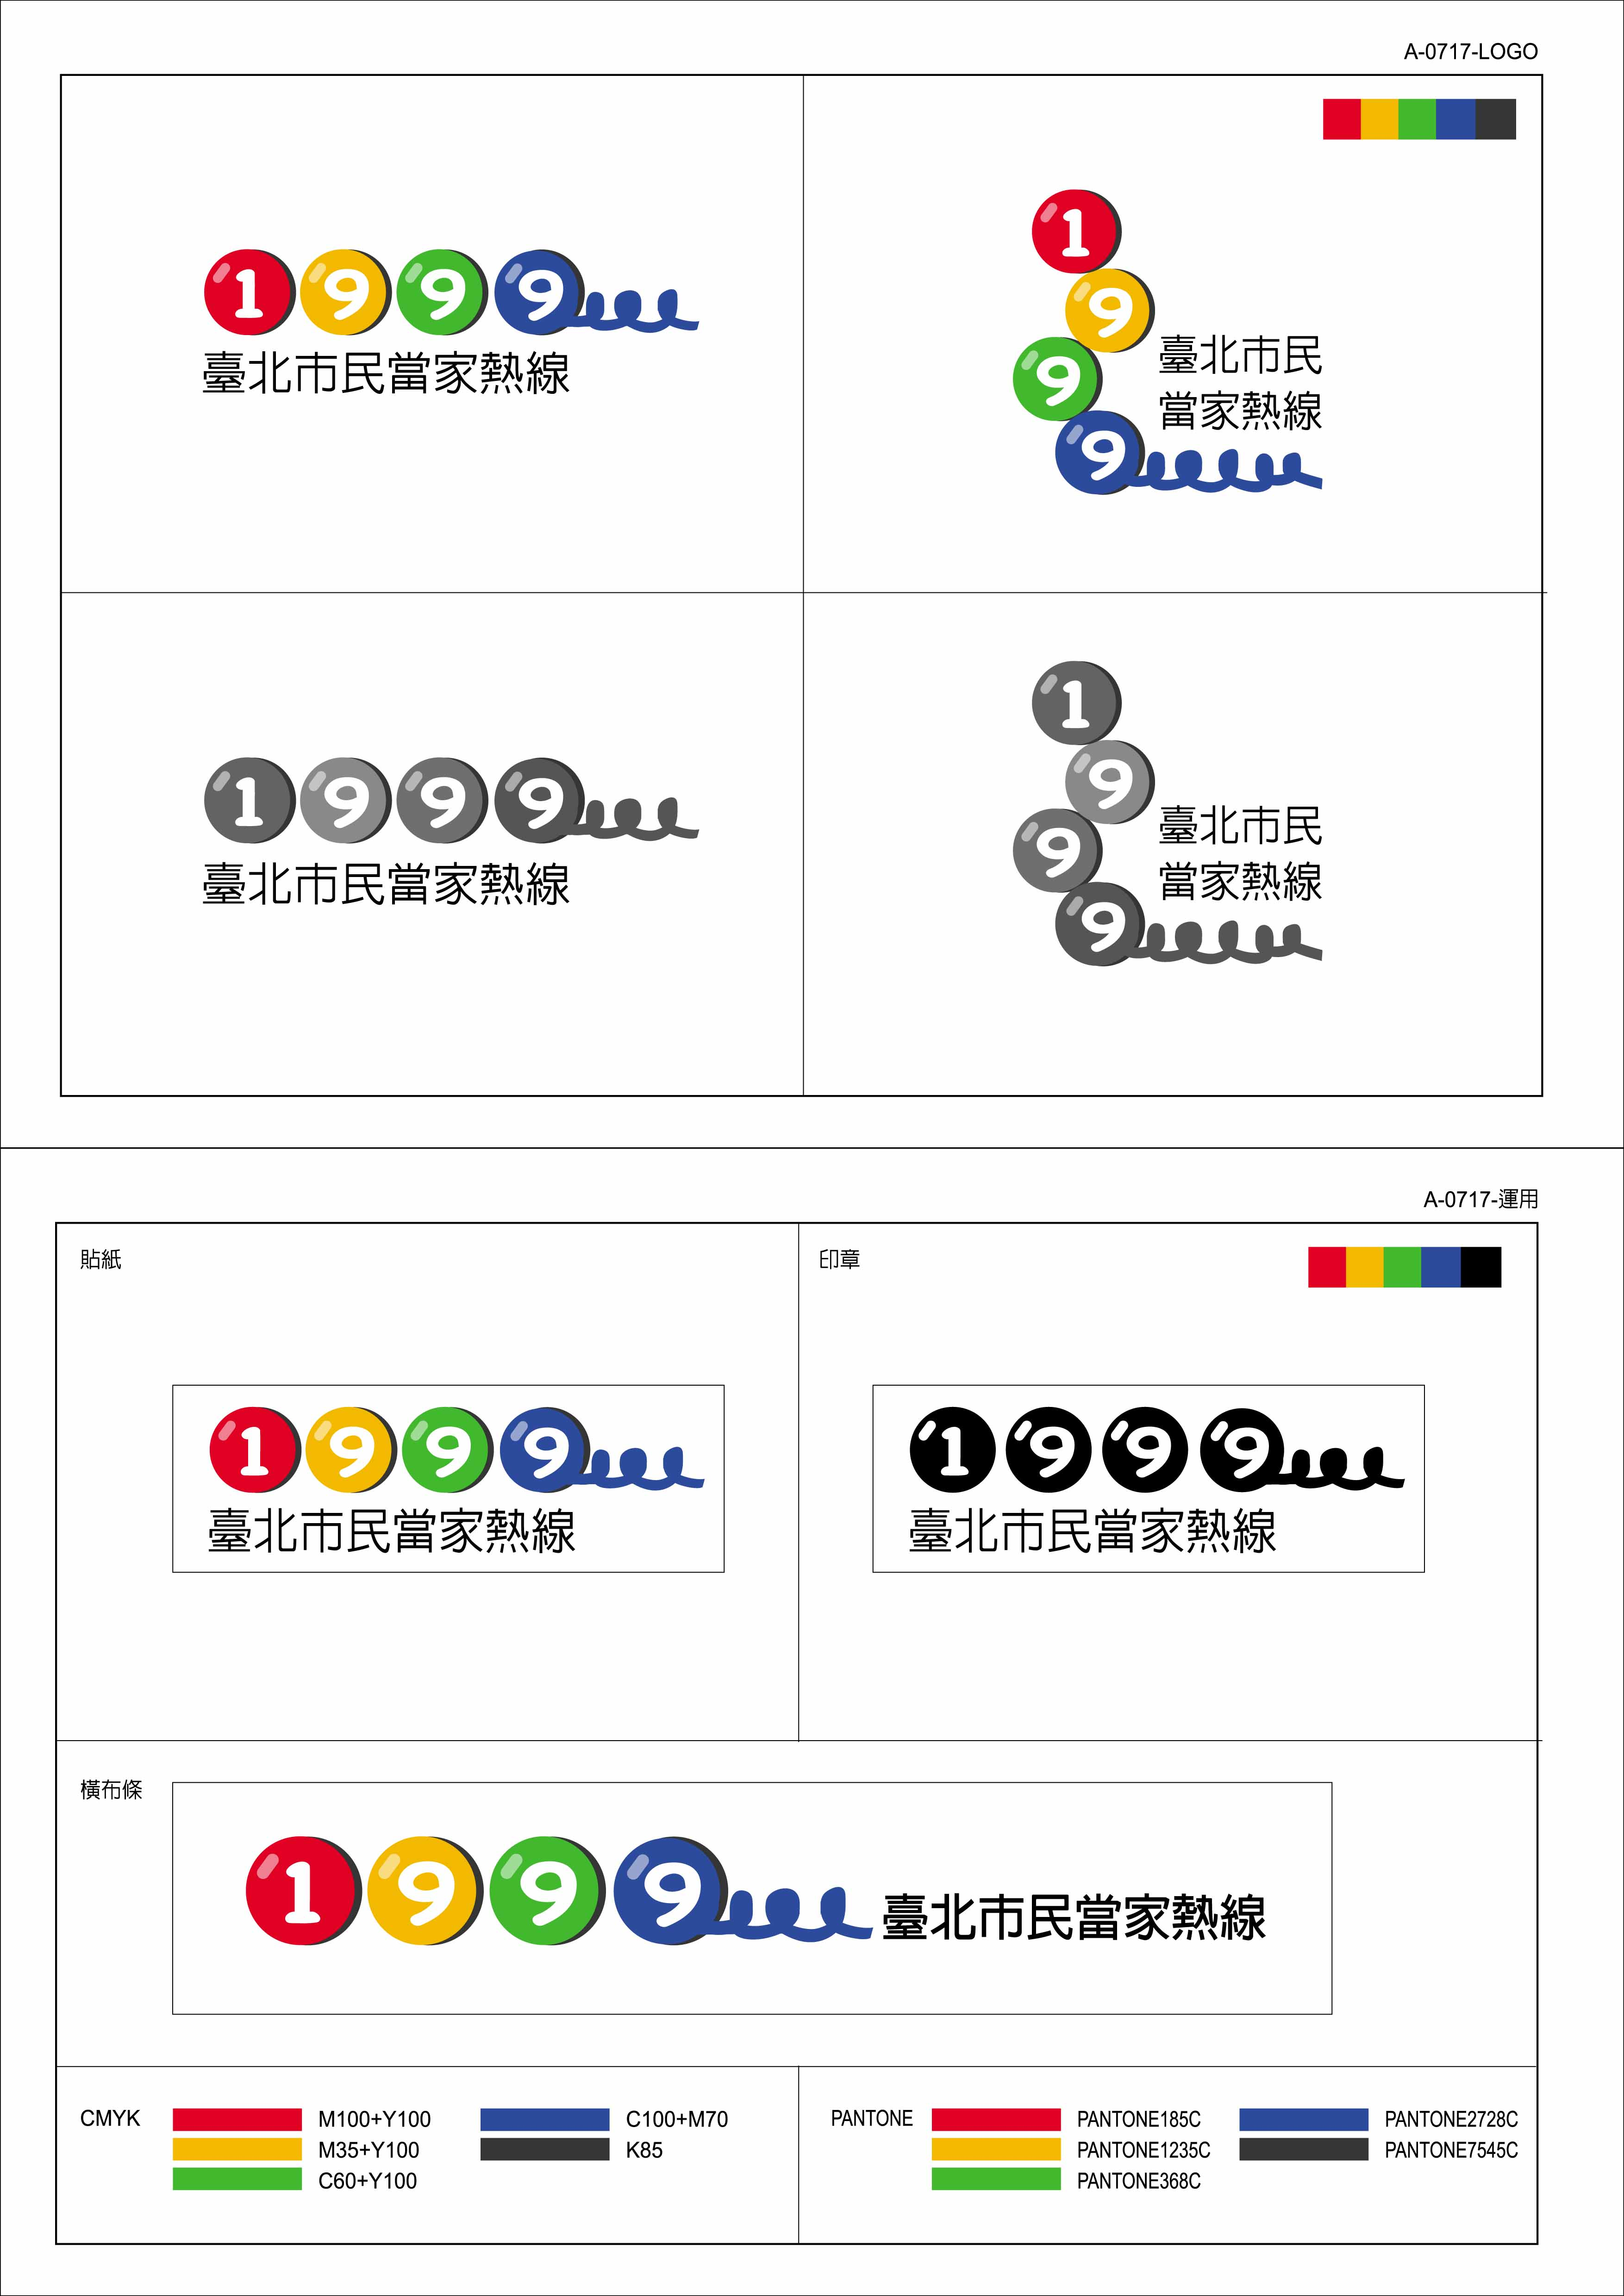 A-0717-LOGO
1999
臺北市民當家熱線
1
9
9
9
臺北市民
當家熱線
1999
臺北市民當家熱線
1
9
9
9
臺北市民
當家熱線
A-0717-運用
貼紙
1999
臺北市民當家熱線
印章
1999
臺北市民當家熱線
橫布條
1999 臺北市民當家熱線
CMYK
M100+Y100
M35+Y100
C60+Y100
C100+M70
K85
PANTONE
PANTONE185C
PANTONE1235C
PANTONE368C
PANTONE2728C
PANTONE7545C